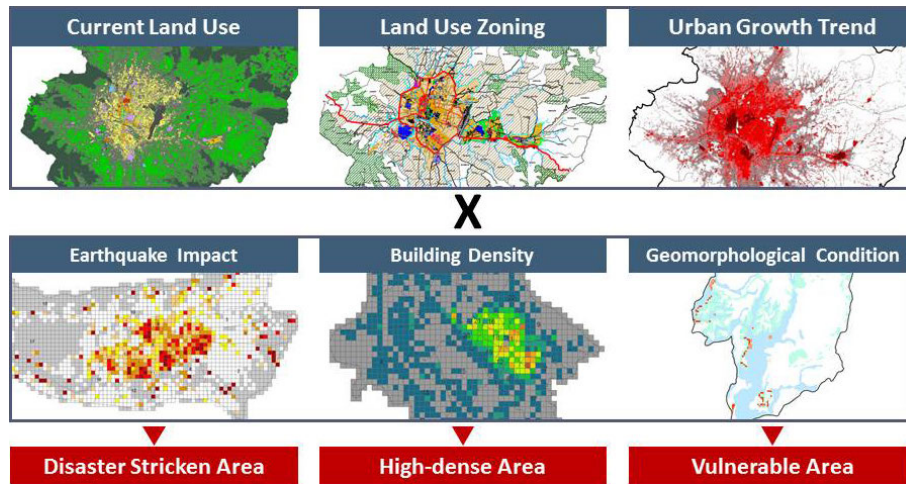 Current Land Use
Land Use Zoning
Urban Growth Trend
X
Earthquake Impact
Building Density
Geomorphological Condition
Disaster Stricken Area
High-dense Area
Vulnerable Area